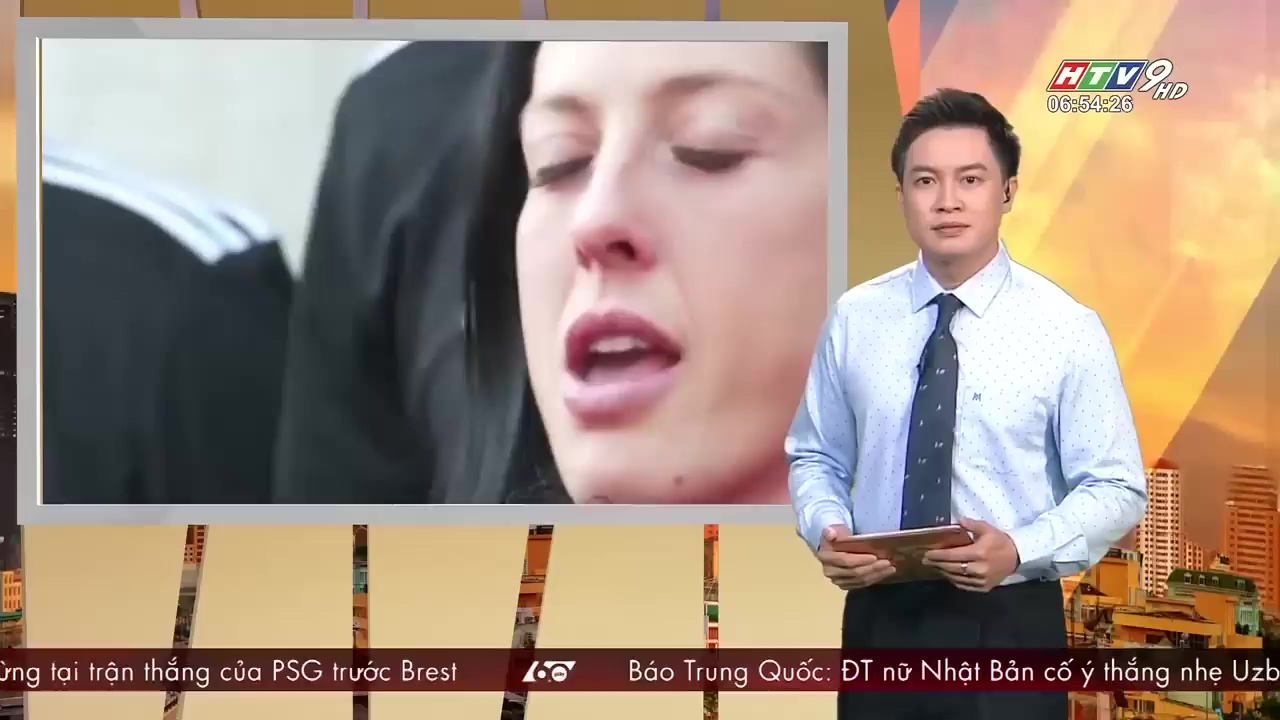 HTV9 HD
06:54:26
ừng tại trận thắng của PSG trước Brest
60
Báo Trung Quốc: ĐT nữ Nhật Bản cố ý thắng nhẹ Uzb